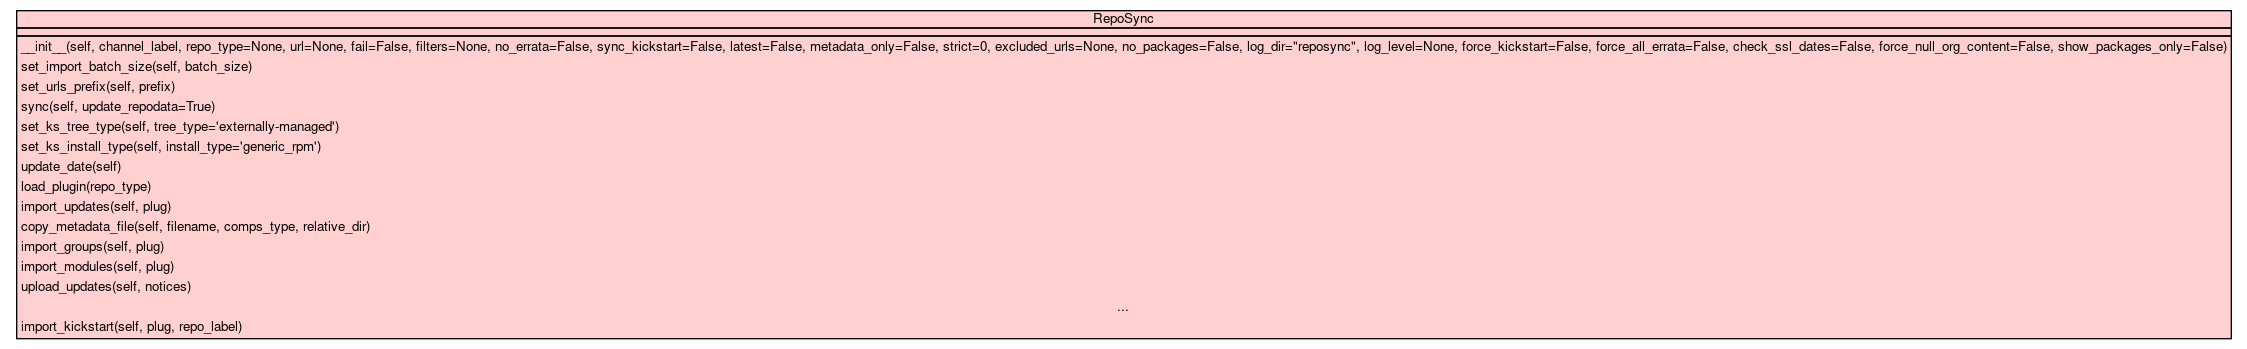 RepoSync
__init__(self, channel_label, repo_type=None, url=None, fail=False, filters=None, no_errata=False, sync_kickstart=False, latest=False, metadata_only=False, strict=0, excluded_urls=None, no_packages=False, log_dir="reposync", log_level=None, force_kickstart=False, force_all_errata=False, check_ssl_dates=False, force_null_org_content=False, show_packages_only=False)
set_import_batch_size(self, batch_size)
set_urls_prefix(self, prefix)
sync(self, update_repodata=True)
set_ks_tree_type(self, tree_type='externally-managed')
set_ks_install_type(self, install_type='generic_rpm')
update_date(self)
load_plugin(repo_type)
import_updates(self, plug)
copy_metadata_file(self, filename, comps_type, relative_dir)
import_groups(self, plug)
import_modules(self, plug)
upload_updates(self, notices)
...
import_kickstart(self, plug, repo_label)